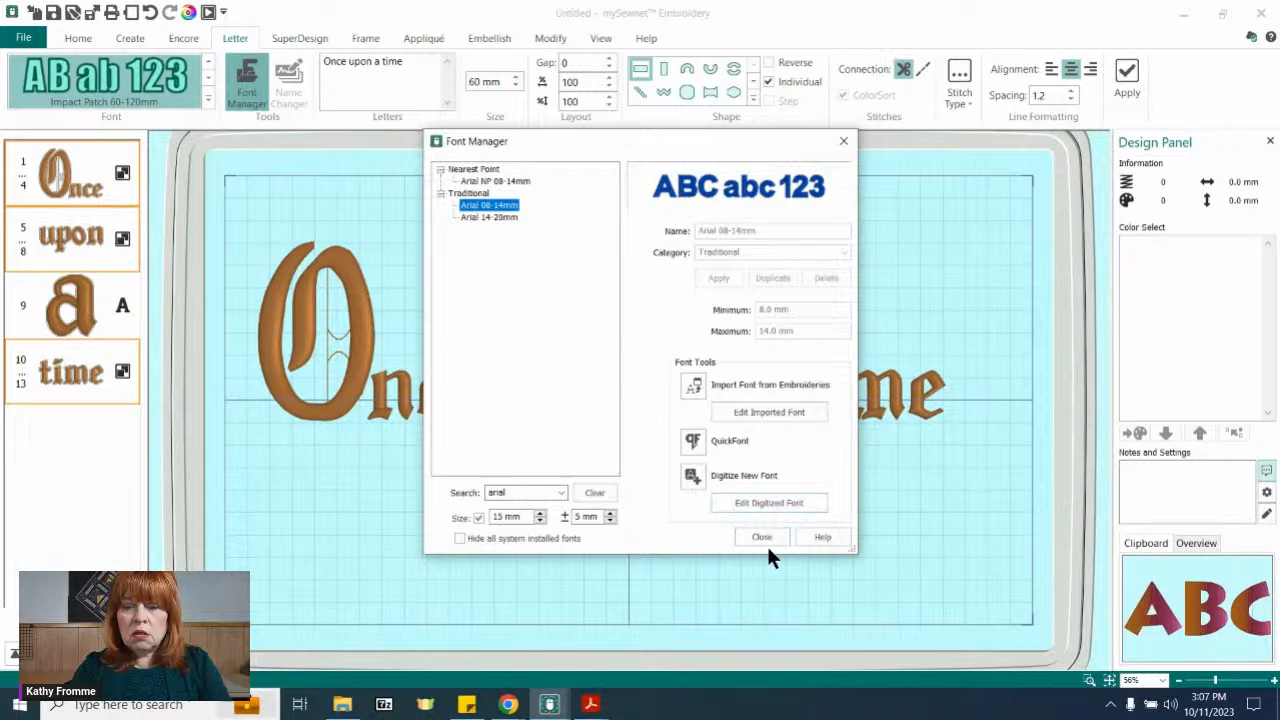 Untitled - mySewnet™ Embroidery
File
Home
Create
Encore
Letter
SuperDesign
Frame
Appliqué
Embellish
Modify
View
Help
AB ab 123
Impact Patch 60-120mm
Font
Font Manager
Name Changer
Tools
Once upon a time
Letters
60 mm
Size
Gap: 0
100
100
Layout
Reverse
Individual
Step
Shape
Connection:
ColorSort
Stitches
Stitch Type
Alignment:
Spacing: 1.2
Line Formatting
Apply
1
...
4
Once
5
...
8
upon
9
a
A
10
...
13
time
Once
me
Font Manager
Nearest Point
Arial NP 08-14mm
Traditional
Arial 08-14mm
Arial 14-20mm
ABC abc 123
Name: Arial 08-14mm
Category: Traditional
Apply
Duplicate
Delete
Minimum: 8.0 mm
Maximum: 14.0 mm
Font Tools
Import Font from Embroideries
Edit Imported Font
QuickFont
Digitize New Font
Edit Digitized Font
Search: arial
Clear
Size: 15 mm ± 5 mm
Hide all system installed fonts
Close
Help
Design Panel
Information
0
0.0 mm
0
0.0 mm
Color Select
Notes and Settings
Clipboard
Overview
ABC
56%
Kathy Fromme
Type here to search
3:07 PM
10/11/2023